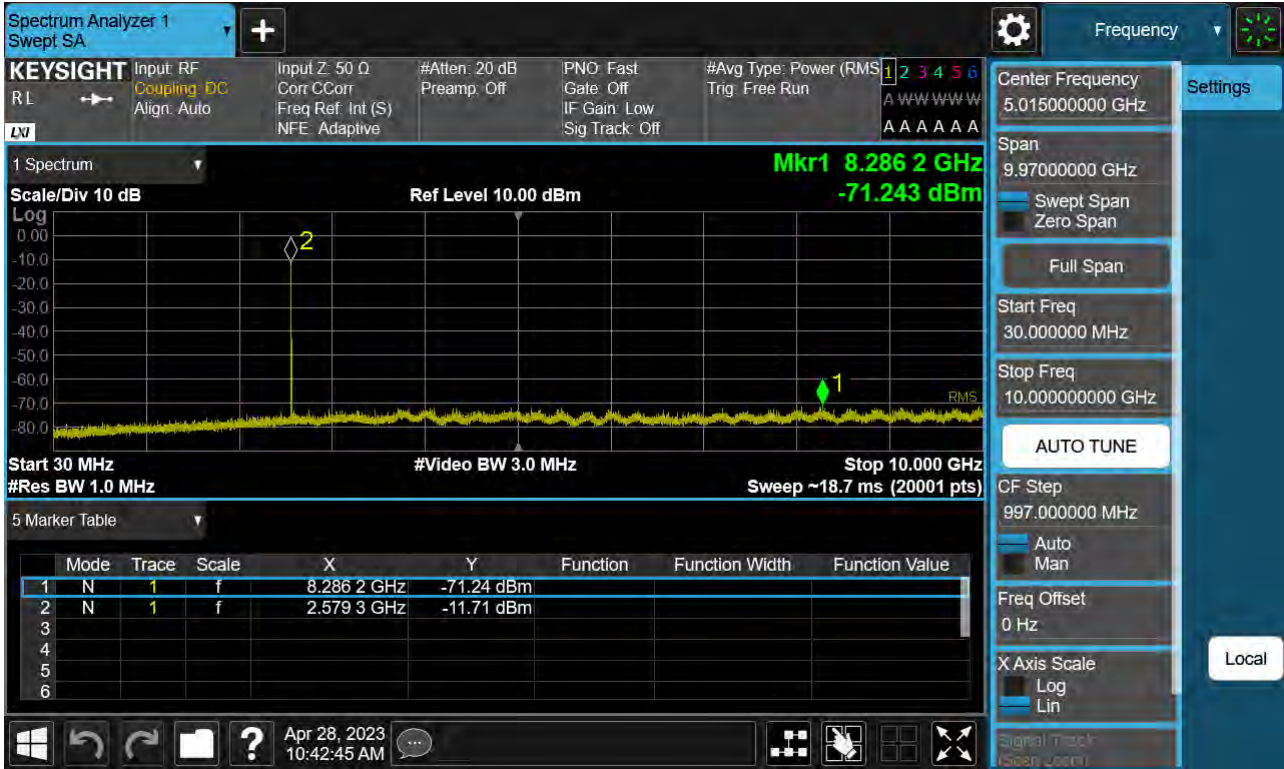 Spectrum Analyzer 1
Swept SA
+
Frequency
KEYSIGHT
R L
LXI
Input: RF
Coupling: DC
Align: Auto
Input Z: 50 Ω
Corr CCorr
Freq Ref: Int (S)
NFE: Adaptive
#Atten: 20 dB
Preamp: Off
PNO: Fast
Gate: Off
IF Gain: Low
Sig Track: Off
#Avg Type: Power (RMS
Trig: Free Run
1 2 3 4 5 6
A W W W W W
A A A A A A
1 Spectrum
Scale/Div 10 dB
Ref Level 10.00 dBm
Mkr1 8.286 2 GHz
-71.243 dBm
Log
0.00
-10.0
-20.0
-30.0
-40.0
-50.0
-60.0
-70.0
-80.0
2
1
RMS
Start 30 MHz
#Video BW 3.0 MHz
Stop 10.000 GHz
#Res BW 1.0 MHz
Sweep ~18.7 ms (20001 pts)
5 Marker Table
Mode Trace Scale X Y Function Function Width Function Value
1 N 1 f 8.286 2 GHz -71.24 dBm
2 N 1 f 2.579 3 GHz -11.71 dBm
3
4
5
6
Center Frequency
5.015000000 GHz
Settings
Span
9.97000000 GHz
Swept Span
Zero Span
Full Span
Start Freq
30.000000 MHz
Stop Freq
10.000000000 GHz
AUTO TUNE
CF Step
997.000000 MHz
Auto
Man
Freq Offset
0 Hz
X Axis Scale
Log
Lin
Signal Track
(Span Zoom)
Local
?
Apr 28, 2023
10:42:45 AM